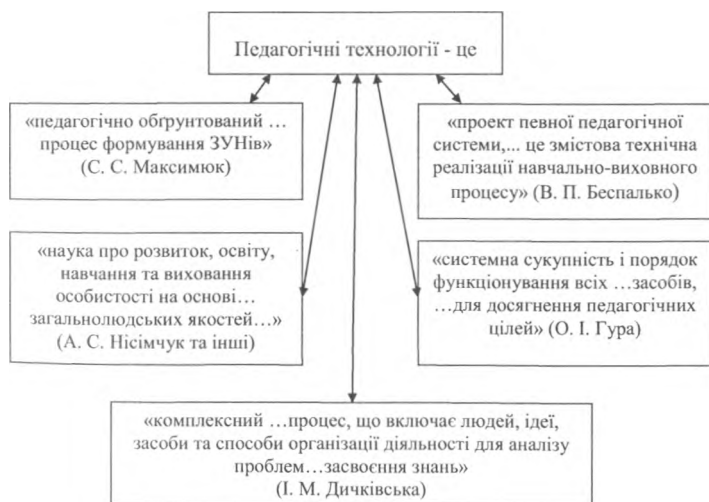 Педагогічні технології - це
«педагогічно обґрунтований …
процес формування ЗУНів»
(С. С. Максимюк)
«проект певної педагогічної
системи,... це змістова технічна
реалізації навчально-виховного
процесу» (В. П. Беспалько)
«наука про розвиток, освіту,
навчання та виховання
особистості на основі…
загальнолюдських якостей…»
(А. С. Нісімчук та інші)
«системна сукупність і порядок
функціонування всіх …засобів,
…для досягнення педагогічних
цілей» (О. І. Гура)
«комплексний …процес, що включає людей, ідеї,
засоби та способи організації діяльності для аналізу
проблем…засвоєння знань»
(І. М. Дичківська)